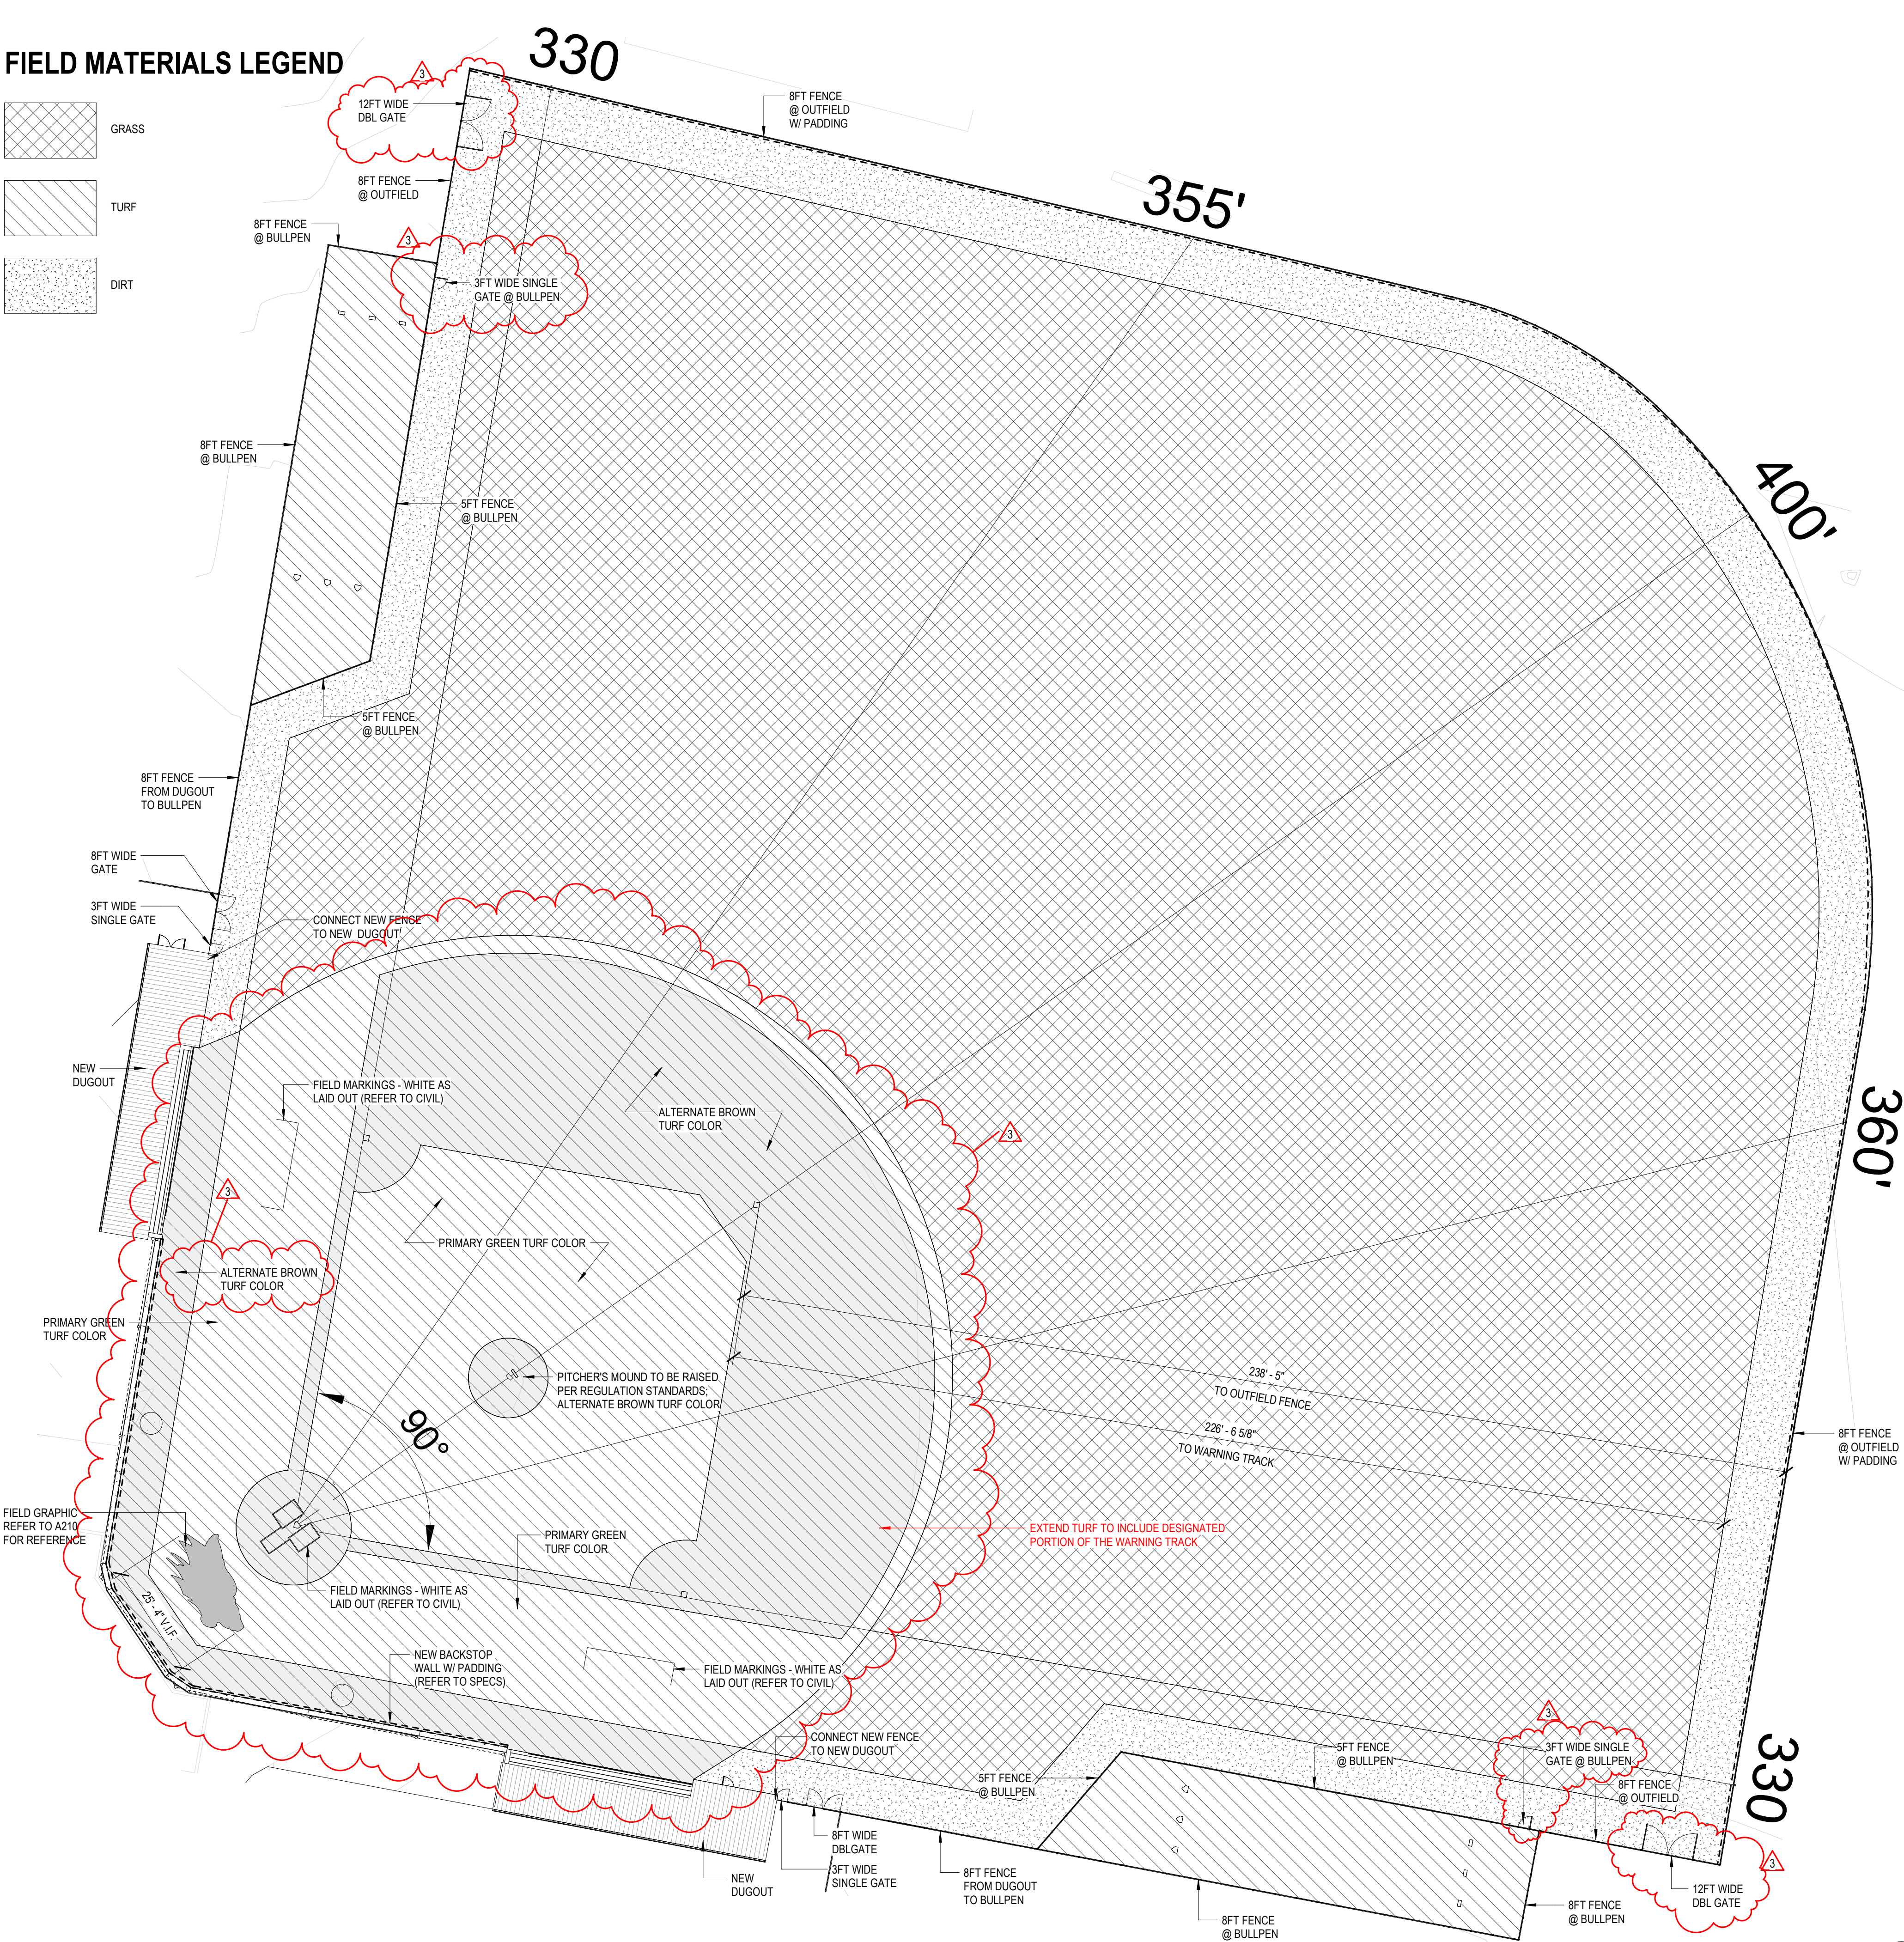 FIELD MATERIALS LEGEND
GRASS
TURF
DIRT
330
3
12FT WIDE
DBL GATE
8FT FENCE
@ OUTFIELD
W/ PADDING
8FT FENCE
@ OUTFIELD
355'
8FT FENCE
@ BULLPEN
3
3FT WIDE SINGLE
GATE @ BULLPEN
8FT FENCE
@ BULLPEN
5FT FENCE
@ BULLPEN
400'
5FT FENCE
@ BULLPEN
8FT FENCE
FROM DUGOUT
TO BULLPEN
8FT WIDE
GATE
3FT WIDE
SINGLE GATE
CONNECT NEW FENCE
TO NEW DUGOUT
NEW
DUGOUT
FIELD MARKINGS - WHITE AS
LAID OUT (REFER TO CIVIL)
ALTERNATE BROWN
TURF COLOR
3
360'
3
PRIMARY GREEN TURF COLOR
ALTERNATE BROWN
TURF COLOR
PRIMARY GREEN
TURF COLOR
PITCHER'S MOUND TO BE RAISED
PER REGULATION STANDARDS;
ALTERNATE BROWN TURF COLOR
238' - 5"
TO OUTFIELD FENCE
226' - 6 5/8"
TO WARNING TRACK
90°
8FT FENCE
@ OUTFIELD
W/ PADDING
FIELD GRAPHIC
REFER TO A210
FOR REFERENCE
PRIMARY GREEN
TURF COLOR
EXTEND TURF TO INCLUDE DESIGNATED
PORTION OF THE WARNING TRACK
FIELD MARKINGS - WHITE AS
LAID OUT (REFER TO CIVIL)
25' - 4" V.I.F.
NEW BACKSTOP
WALL W/ PADDING
(REFER TO SPECS)
FIELD MARKINGS - WHITE AS
LAID OUT (REFER TO CIVIL)
CONNECT NEW FENCE
TO NEW DUGOUT
3
3FT WIDE SINGLE
GATE @ BULLPEN
5FT FENCE
@ BULLPEN
5FT FENCE
@ BULLPEN
8FT FENCE
@ OUTFIELD
330
8FT WIDE
DBLGATE
3FT WIDE
SINGLE GATE
NEW
DUGOUT
8FT FENCE
FROM DUGOUT
TO BULLPEN
8FT FENCE
@ BULLPEN
8FT FENCE
@ BULLPEN
12FT WIDE
DBL GATE
3